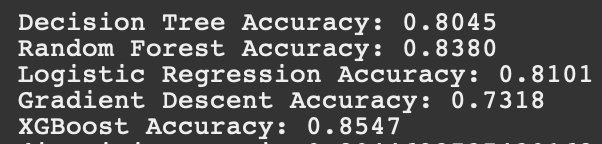 Decision Tree Accuracy: 0.8045
Random Forest Accuracy: 0.8380
Logistic Regression Accuracy: 0.8101
Gradient Descent Accuracy: 0.7318
XGBoost Accuracy: 0.8547